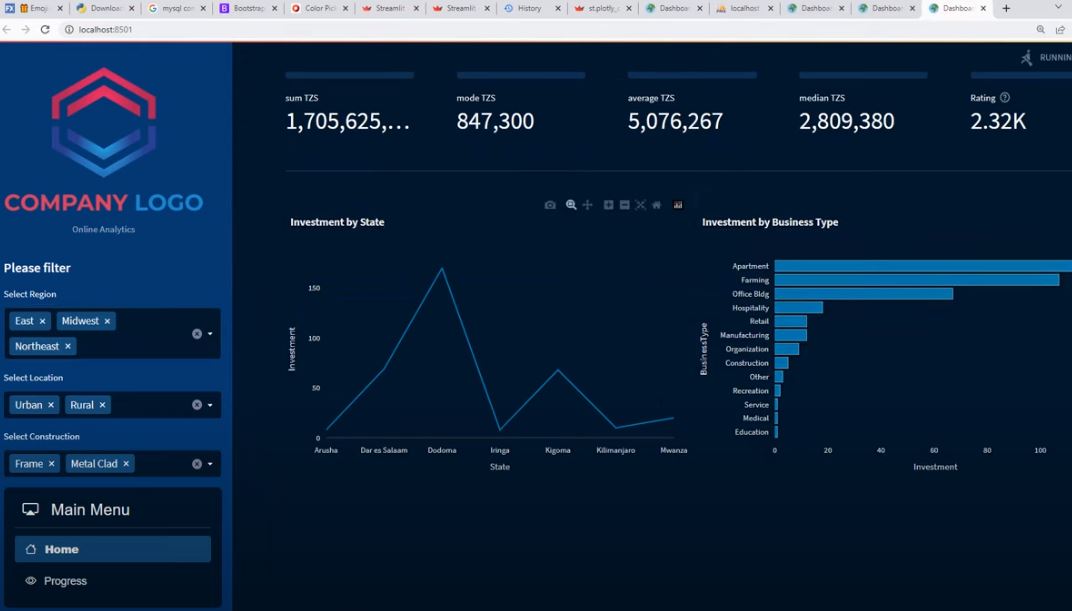 Emoji
Download
mysql con
Bootstrap
Color Pick
Streamlit
Streamlit
History
st.plotly_c
Dashboa
localhost
Dashboa
Dashboa
Dashboa
localhost:8501
RUNNIN
COMPANY LOGO
Online Analytics
Please filter
Select Region
East
Midwest
Northeast
Select Location
Urban
Rural
Select Construction
Frame
Metal Clad
Main Menu
Home
Progress
sum TZS
1,705,625,...
mode TZS
847,300
average TZS
5,076,267
median TZS
2,809,380
Rating
2.32K
Investment by State
150
100
50
0
Investment
Arusha
Dar es Salaam
Dodoma
Iringa
Kigoma
Kilimanjaro
Mwanza
State
Investment by Business Type
BusinessType
Apartment
Farming
Office Bldg
Hospitality
Retail
Manufacturing
Organization
Construction
Other
Recreation
Service
Medical
Education
0
20
40
60
80
100
Investment